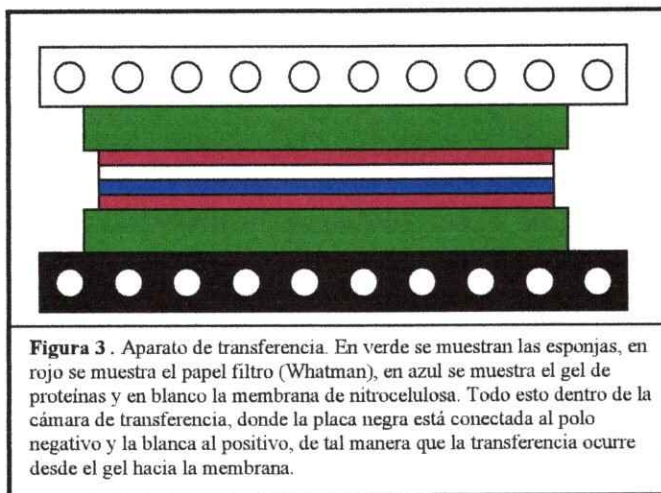 Figura 3 . Aparato de transferencia. En verde se muestran las esponjas, en
rojo se muestra el papel filtro (Whatman), en azul se muestra el gel de
proteínas y en blanco la membrana de nitrocelulosa. Todo esto dentro de la
cámara de transferencia, donde la placa negra está conectada al polo
negativo y la blanca al positivo, de tal manera que la transferencia ocurre
desde el gel hacia la membrana.